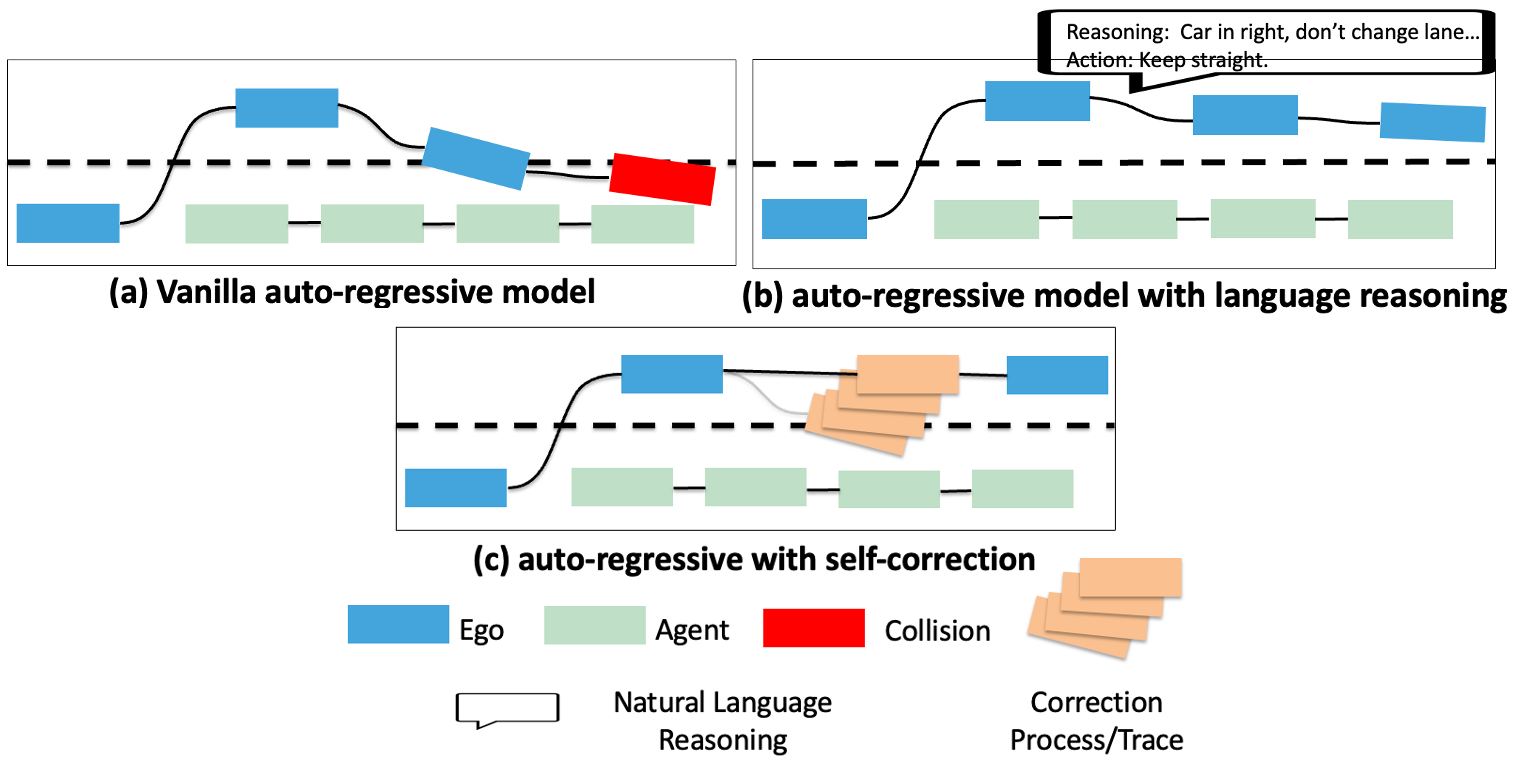 Reasoning:  Car in right, don’t change lane...
Action: Keep straight.
(a) Vanilla auto-regressive model
(b) auto-regressive model with language reasoning
(c) auto-regressive with self-correction
Ego
Agent
Collision
Natural Language
Reasoning
Correction
Process/Trace